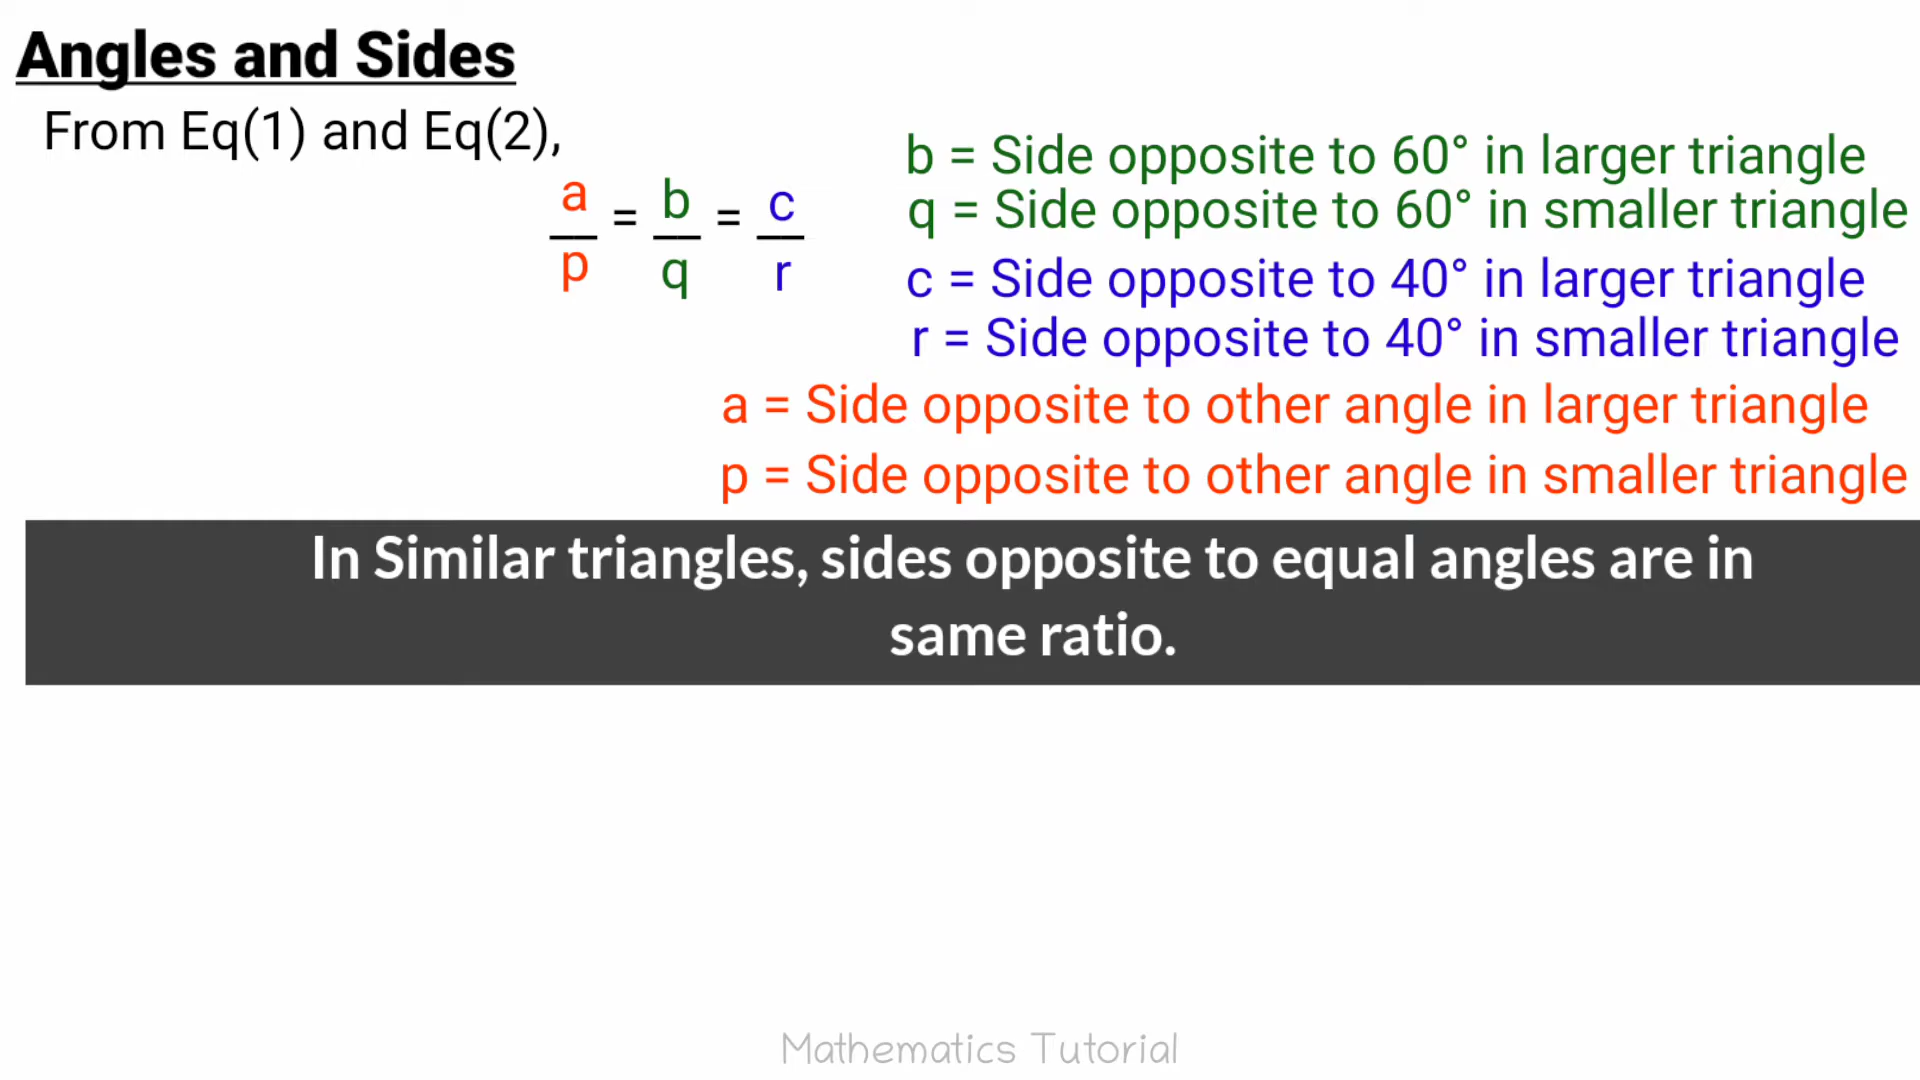 Angles and Sides
From Eq(1) and Eq(2),
a = b = c
p q r
b = Side opposite to 60° in larger triangle
q = Side opposite to 60° in smaller triangle
c = Side opposite to 40° in larger triangle
r = Side opposite to 40° in smaller triangle
a = Side opposite to other angle in larger triangle
p = Side opposite to other angle in smaller triangle
In Similar triangles, sides opposite to equal angles are in
same ratio.
Mathematics Tutorial